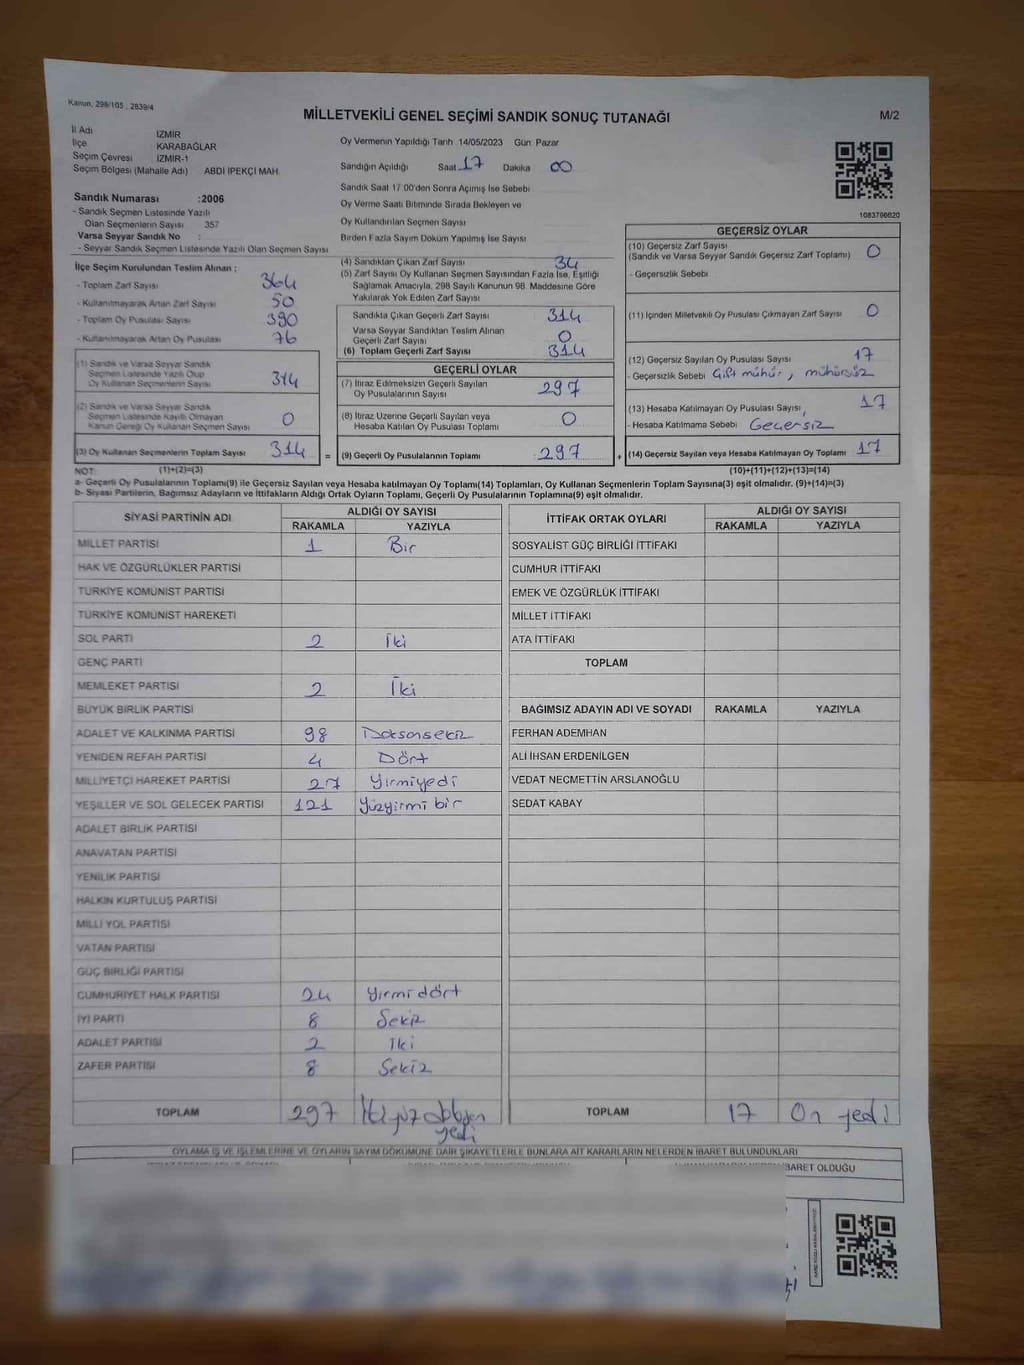 Kanun, 298/105 , 2839/4
MİLLETVEKİLİ GENEL SEÇİMİ SANDIK SONUÇ TUTANAĞI
M/2
İl Adı İZMİR
İlçe KARABAĞLAR
Seçim Çevresi İZMİR-1
Seçim Bölgesi (Mahalle Adı) ABDİ İPEKÇİ MAH.
Sandık Numarası :2006
- Sandık Seçmen Listesinde Yazılı
Olan Seçmenlerin Sayısı 357
Varsa Seyyar Sandık No :
- Seyyar Sandık Seçmen Listesinde Yazılı Olan Seçmen Sayısı
Oy Vermenin Yapıldığı Tarih 14/05/2023 Gün: Pazar
Sandığın Açıldığı Saat 17 Dakika 00
Sandık Saat 17:00'den Sonra Açılmış İse Sebebi
Oy Verme Saati Bitiminde Sırada Bekleyen ve
Oy Kullandırılan Seçmen Sayısı
Birden Fazla Sayım Döküm Yapılmış İse Sayısı
1083796620
İlçe Seçim Kurulundan Teslim Alınan :
- Toplam Zarf Sayısı 364
- Kullanılmayarak Artan Zarf Sayısı 50
- Toplam Oy Pusulası Sayısı 390
- Kullanılmayarak Artan Oy Pusulası 76
(1) Sandık ve Varsa Seyyar Sandık
Seçmen Listesinde Yazılı Olup
Oy Kullanan Seçmenlerin Sayısı 314
(2) Sandık ve Varsa Seyyar Sandık
Seçmen Listesinde Kayıtlı Olmayan
Kanun Gereği Oy Kullanan Seçmen Sayısı 0
(3) Oy Kullanan Seçmenlerin Toplam Sayısı 314 =
(4) Sandıktan Çıkan Zarf Sayısı 34
(5) Zarf Sayısı Oy Kullanan Seçmen Sayısından Fazla İse, Eşitliği
Sağlamak Amacıyla, 298 Sayılı Kanunun 98. Maddesine Göre
Yakılarak Yok Edilen Zarf Sayısı
Sandıkta Çıkan Geçerli Zarf Sayısı 314
Varsa Seyyar Sandıktan Teslim Alınan
Geçerli Zarf Sayısı 0
(6) Toplam Geçerli Zarf Sayısı 314
GEÇERLİ OYLAR
(7) İtiraz Edilmeksizin Geçerli Sayılan
Oy Pusulasının Sayısı 297
(8) İtiraz Üzerine Geçerli Sayılan veya
Hesaba Katılan Oy Pusulası Toplamı 0
(9) Geçerli Oy Pusulalarının Toplamı 297 +
GEÇERSİZ OYLAR
(10) Geçersiz Zarf Sayısı
(Sandık ve Varsa Seyyar Sandık Geçersiz Zarf Toplamı) 0
- Geçersizlik Sebebi
(11) İçinden Milletvekili Oy Pusulası Çıkmayan Zarf Sayısı 0
(12) Geçersiz Sayılan Oy Pusulası Sayısı 17
- Geçersizlik Sebebi Çift mühür, mühürsüz
(13) Hesaba Katılmayan Oy Pusulası Sayısı 17
- Hesaba Katılmama Sebebi Geçersiz
(14) Geçersiz Sayılan veya Hesaba Katılmayan Oy Toplamı 17
NOT: (1)+(2)=(3) (10)+(11)+(12)+(13)=(14)
a- Geçerli Oy Pusulalarının Toplamı(9) ile Geçersiz Sayılan veya Hesaba Katılmayan Oy Toplamı(14) Toplamları, Oy Kullanan Seçmenlerin Toplam Sayısına(3) eşit olmalıdır. (9)+(14)=(3)
b- Siyasi Partilerin, Bağımsız Adayların ve İttifakların Aldığı Ortak Oyların Toplamı, Geçerli Oy Pusulalarının Toplamına(9) eşit olmalıdır.
SİYASİ PARTİNİN ADI ALDIĞI OY SAYISI
RAKAMLA YAZIYLA
MİLLET PARTİSİ 1 Bir
HAK VE ÖZGÜRLÜKLER PARTİSİ
TÜRKİYE KOMÜNİST PARTİSİ
TÜRKİYE KOMÜNİST HAREKETİ
SOL PARTİ 2 İki
GENÇ PARTİ
MEMLEKET PARTİSİ 2 İki
BÜYÜK BİRLİK PARTİSİ
ADALET VE KALKINMA PARTİSİ 98 Doksansekiz
YENİDEN REFAH PARTİSİ 4 Dört
MİLLİYETÇİ HAREKET PARTİSİ 27 Yirmiyedi
YEŞİLLER VE SOL GELECEK PARTİSİ 121 Yüzyirmi bir
ADALET BİRLİK PARTİSİ
ANAVATAN PARTİSİ
YENİLİK PARTİSİ
HALKIN KURTULUŞ PARTİSİ
MİLLİ YOL PARTİSİ
VATAN PARTİSİ
GÜÇ BİRLİĞİ PARTİSİ
CUMHURİYET HALK PARTİSİ 24 Yirmi dört
İYİ PARTİ 8 Sekiz
ADALET PARTİSİ 2 İki
ZAFER PARTİSİ 8 Sekiz
TOPLAM 297 İkiyüz doksan yedi
İTTİFAK ORTAK OYLARI ALDIĞI OY SAYISI
RAKAMLA YAZIYLA
SOSYALİST GÜÇ BİRLİĞİ İTTİFAKI
CUMHUR İTTİFAKI
EMEK VE ÖZGÜRLÜK İTTİFAKI
MİLLET İTTİFAKI
ATA İTTİFAKI
TOPLAM
BAĞIMSIZ ADAYIN ADI VE SOYADI RAKAMLA YAZIYLA
FERHAN ADEMHAN
ALİ İHSAN ERDENİLGEN
VEDAT NECMETTİN ARSLANOĞLU
SEDAT KABAY
TOPLAM 17 On yedi
OYLAMA İŞ VE İŞLEMLERİNE VE OYLARIN SAYIM DÖKÜMÜNE DAİR ŞİKAYETLERLE BUNLARA AİT KARARLARIN NELERDEN İBARET BULUNDUKLARI
İBARET OLDUĞU